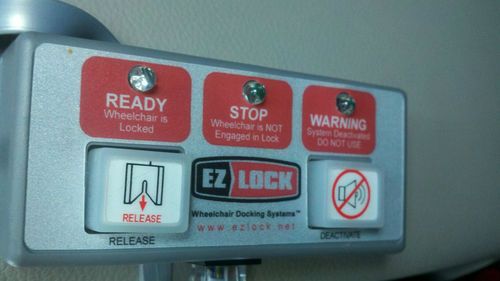 READY
Wheelchair is
Locked
STOP
Wheelchair is NOT
Engaged in Lock
WARNING
System Deactivated
DO NOT USE
RELEASE
RELEASE
EZ LOCK
Wheelchair Docking Systems™
www.ezlock.net
DEACTIVATE